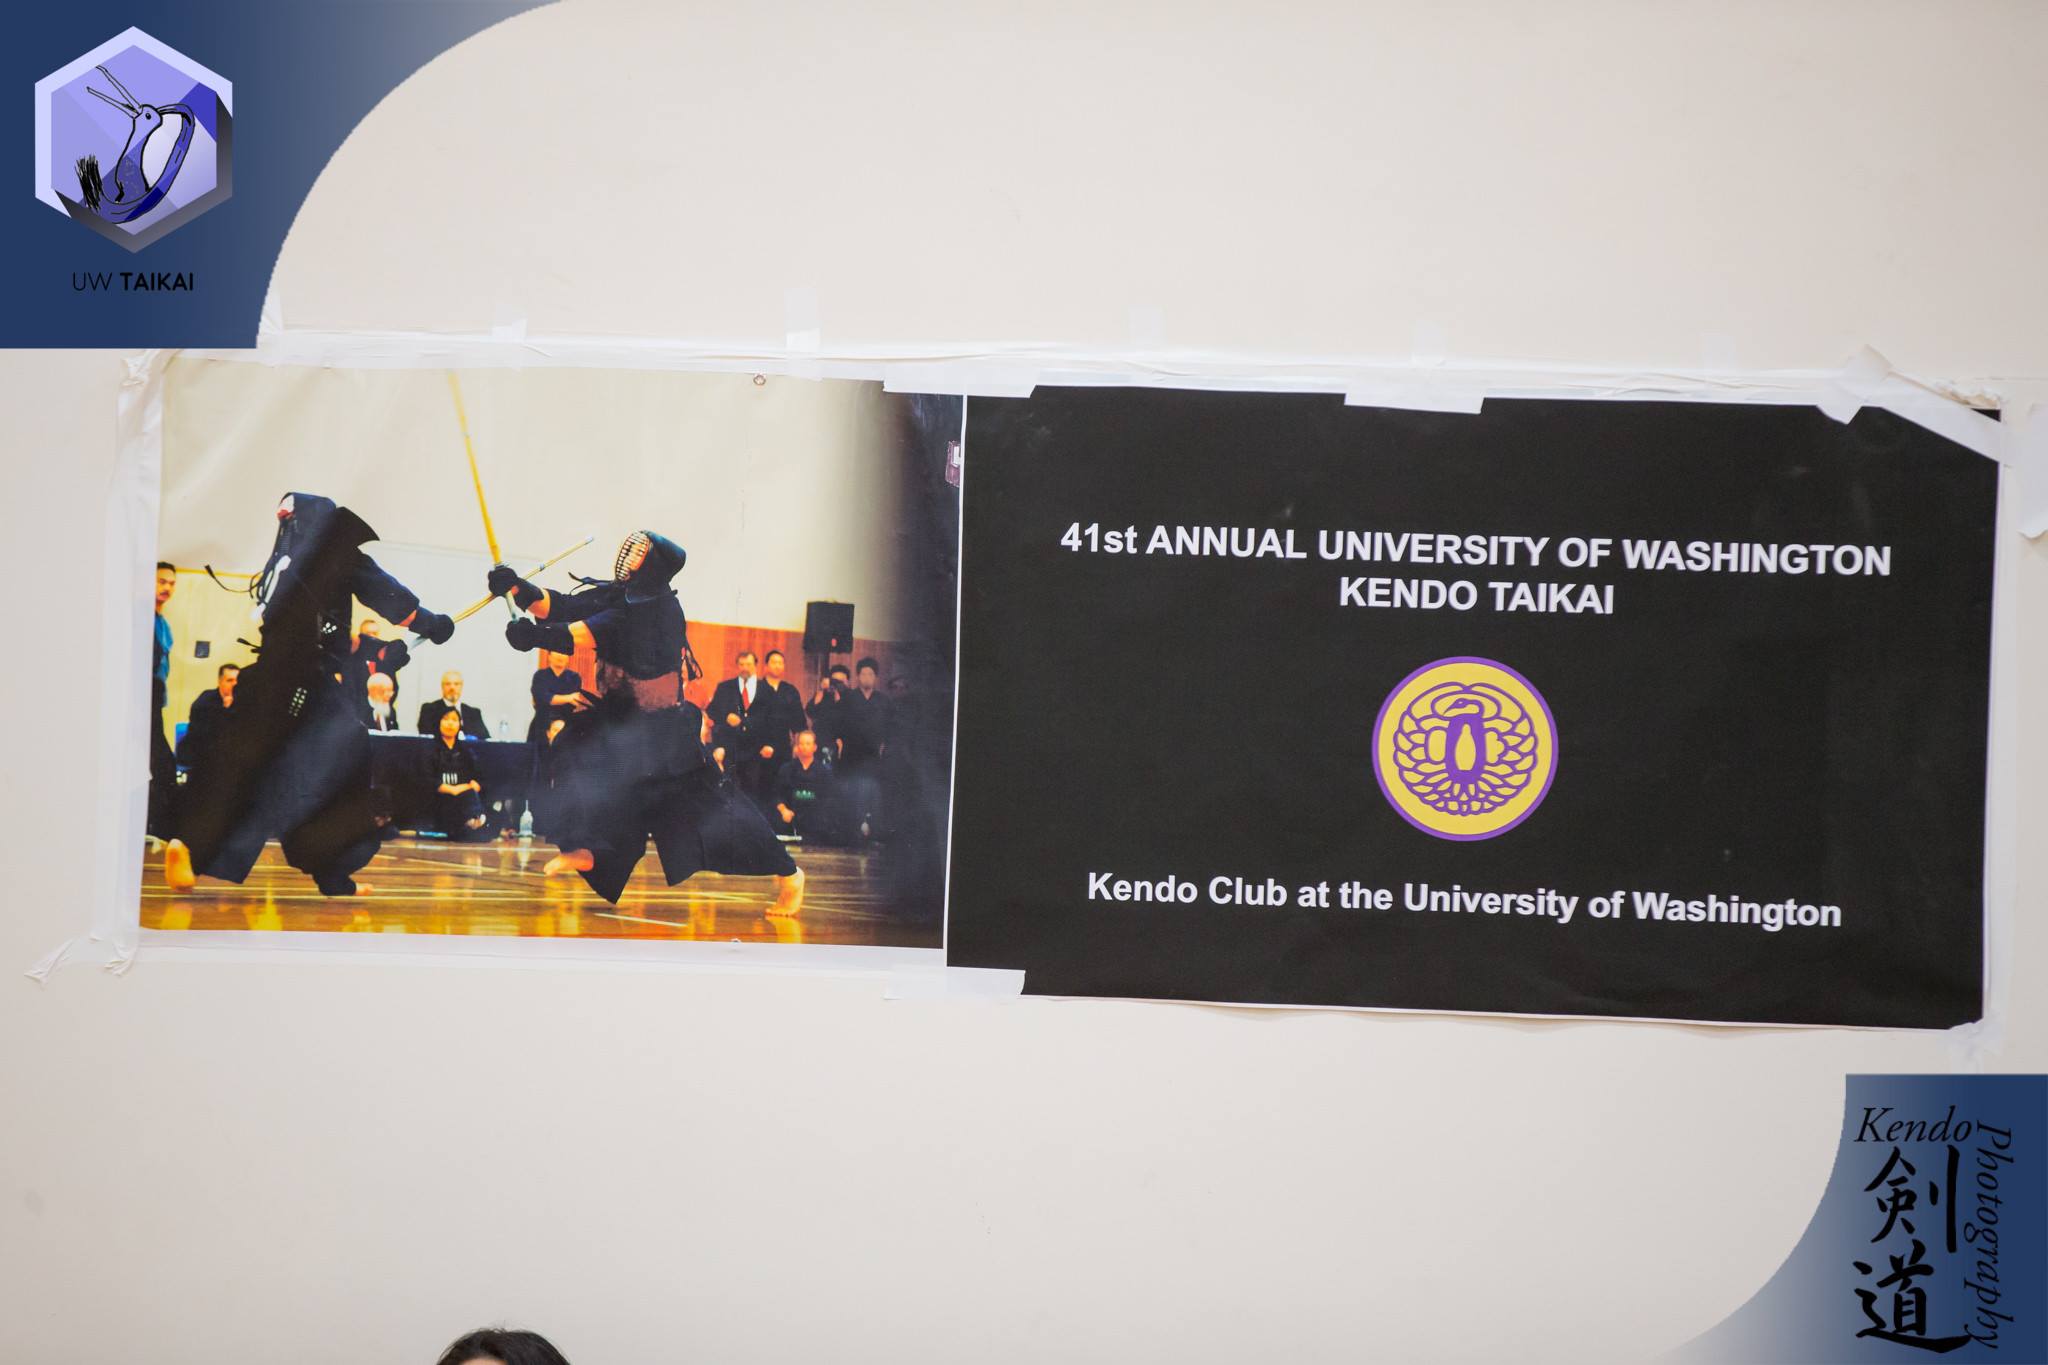 UW TAIKAI
41st ANNUAL UNIVERSITY OF WASHINGTON
KENDO TAIKAI
Kendo Club at the University of Washington
Kendo
Photography
剣道